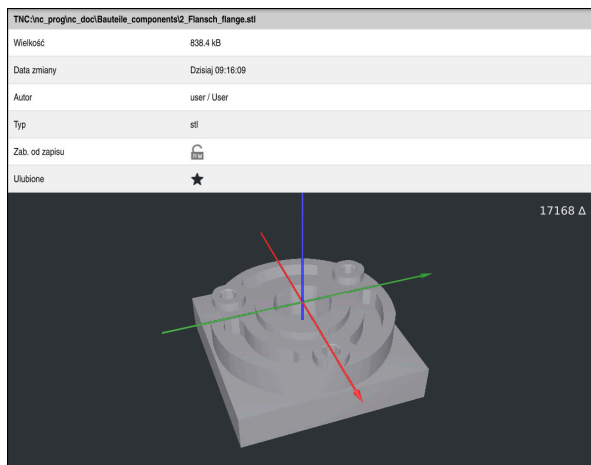 TNC:\nc_prog\nc_doc\Bauteile_components\2_Flansch_flange.stl
Wielkość 838.4 kB
Data zmiany Dzisiaj 09:16:09
Autor user / User
Typ stl
Zab. od zapisu
Ulubione
17168 Δ